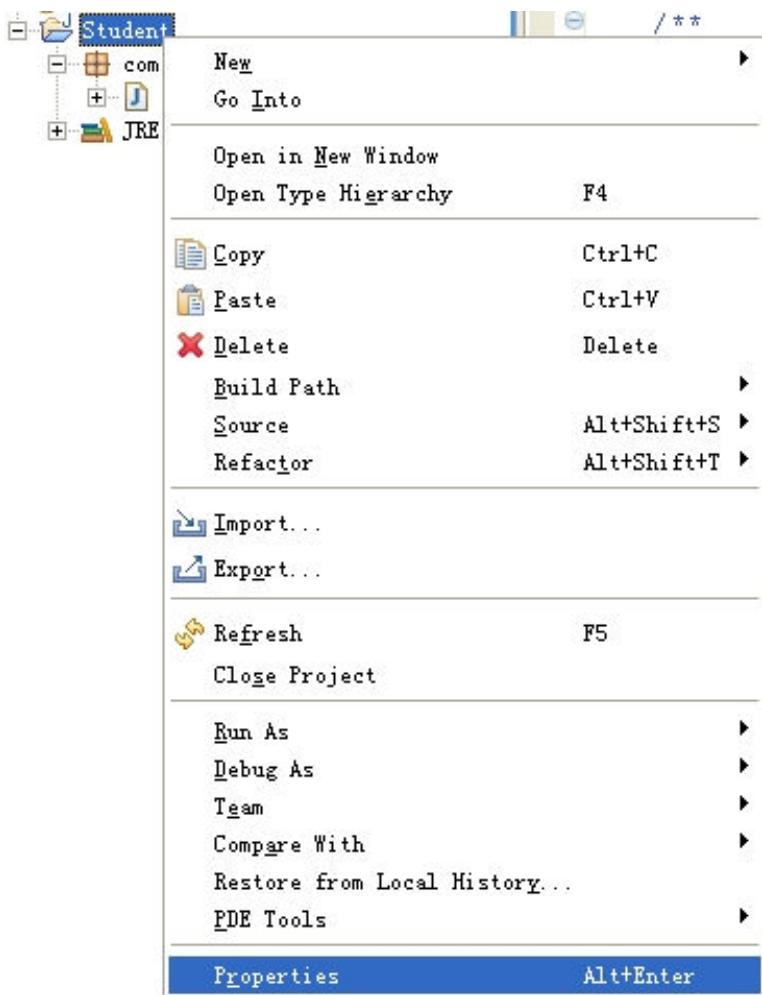 Student
/**
com
New
J
Go Into
JRE
Open in New Window
Open Type Hierarchy F4
Copy Ctrl+C
Paste Ctrl+V
Delete Delete
Build Path
Source Alt+Shift+S
Refactor Alt+Shift+T
Import...
Export...
Refresh F5
Close Project
Run As
Debug As
Team
Compare With
Restore from Local History...
PDE Tools
Properties Alt+Enter